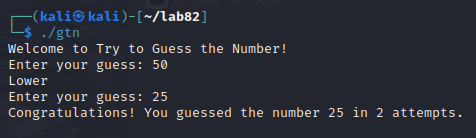 ┌──(kali㉿kali)-[~/lab82]
└─$ ./gtn
Welcome to Try to Guess the Number!
Enter your guess: 50
Lower
Enter your guess: 25
Congratulations! You guessed the number 25 in 2 attempts.